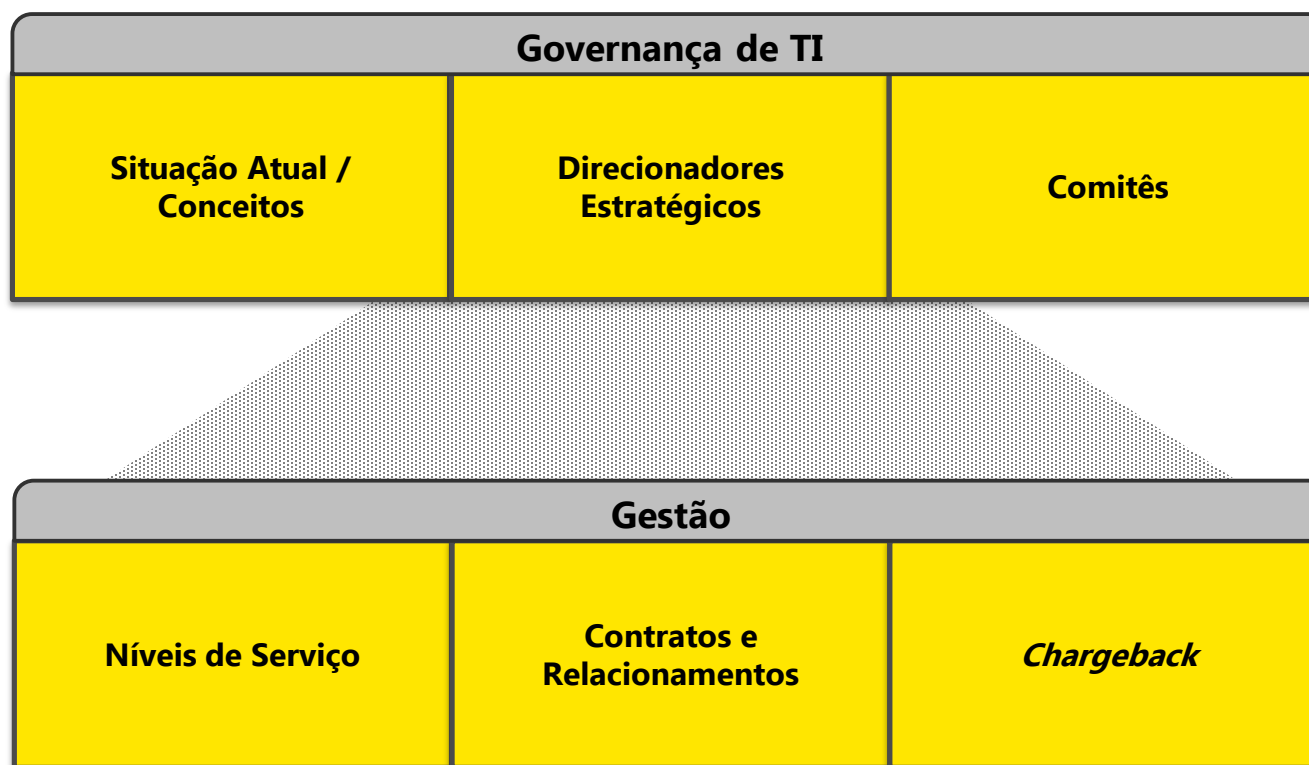 Governança de TI
Situação Atual /
Conceitos
Direcionadores
Estratégicos
Comitês
Gestão
Níveis de Serviço
Contratos e
Relacionamentos
Chargeback